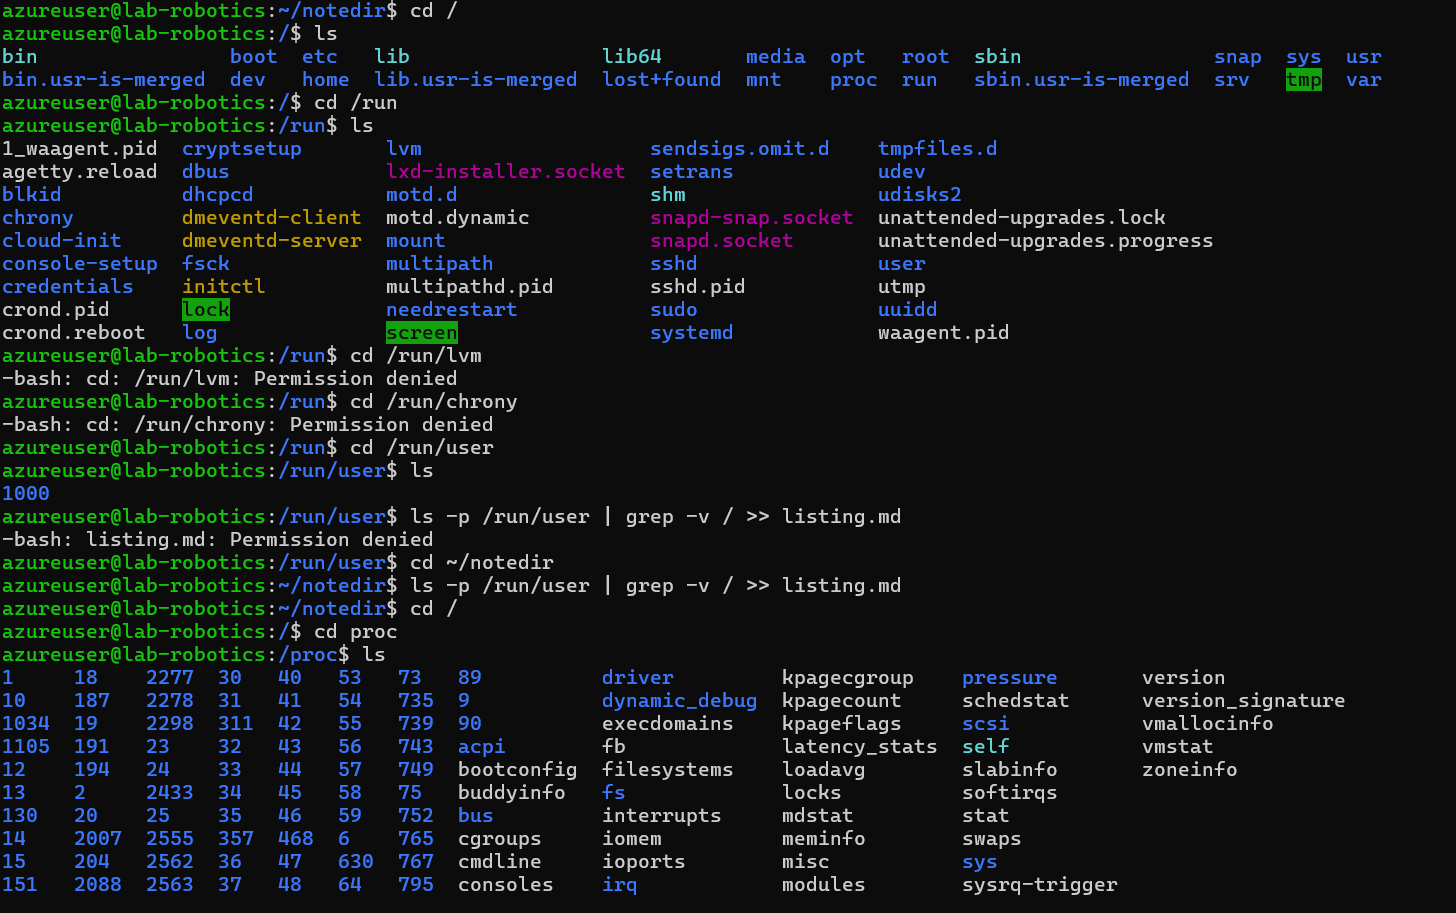 azureuser@lab-robotics:~/notedir$ cd /
azureuser@lab-robotics:/$ ls
bin                boot  etc   lib                lib64       media  opt   root  sbin               snap  sys  usr
bin.usr-is-merged  dev   home  lib.usr-is-merged  lost+found  mnt    proc  run   sbin.usr-is-merged  srv   tmp  var
azureuser@lab-robotics:/$ cd /run
azureuser@lab-robotics:/run$ ls
1_waagent.pid  cryptsetup       lvm                   sendsigs.omit.d    tmpfiles.d
agetty.reload  dbus             lxd-installer.socket  setrans            udev
blkid          dhcpcd           motd.d                shm                udisks2
chrony         dmeventd-client  motd.dynamic          snapd-snap.socket  unattended-upgrades.lock
cloud-init     dmeventd-server  mount                 snapd.socket       unattended-upgrades.progress
console-setup  fsck             multipath             sshd               user
credentials    initctl          multipathd.pid        sshd.pid           utmp
crond.pid      lock             needrestart           sudo               uuidd
crond.reboot   log              screen                systemd            waagent.pid
azureuser@lab-robotics:/run$ cd /run/lvm
-bash: cd: /run/lvm: Permission denied
azureuser@lab-robotics:/run$ cd /run/chrony
-bash: cd: /run/chrony: Permission denied
azureuser@lab-robotics:/run$ cd /run/user
azureuser@lab-robotics:/run/user$ ls
1000
azureuser@lab-robotics:/run/user$ ls -p /run/user | grep -v / >> listing.md
-bash: listing.md: Permission denied
azureuser@lab-robotics:/run/user$ cd ~/notedir
azureuser@lab-robotics:~/notedir$ ls -p /run/user | grep -v / >> listing.md
azureuser@lab-robotics:~/notedir$ cd /
azureuser@lab-robotics:/$ cd proc
azureuser@lab-robotics:/proc$ ls
1     18    2277  30   40   53   73   89          driver         kpagecgroup    pressure       version
10    187   2278  31   41   54   735  9           dynamic_debug  kpagecount     schedstat      version_signature
1034  19    2298  311  42   55   739  90          execdomains    kpageflags     scsi           vmallocinfo
1105  191   23    32   43   56   743  acpi        fb             latency_stats  self           vmstat
12    194   24    33   44   57   749  bootconfig  filesystems    loadavg        slabinfo       zoneinfo
13    2     2433  34   45   58   75   buddyinfo   fs             locks          softirqs
130   20    25    35   46   59   752  bus         interrupts     mdstat         stat
14    2007  2555  357  468  6    765  cgroups     iomem          meminfo        swaps
15    204   2562  36   47   630  767  cmdline     ioports        misc           sys
151   2088  2563  37   48   64   795  consoles    irq            modules        sysrq-trigger